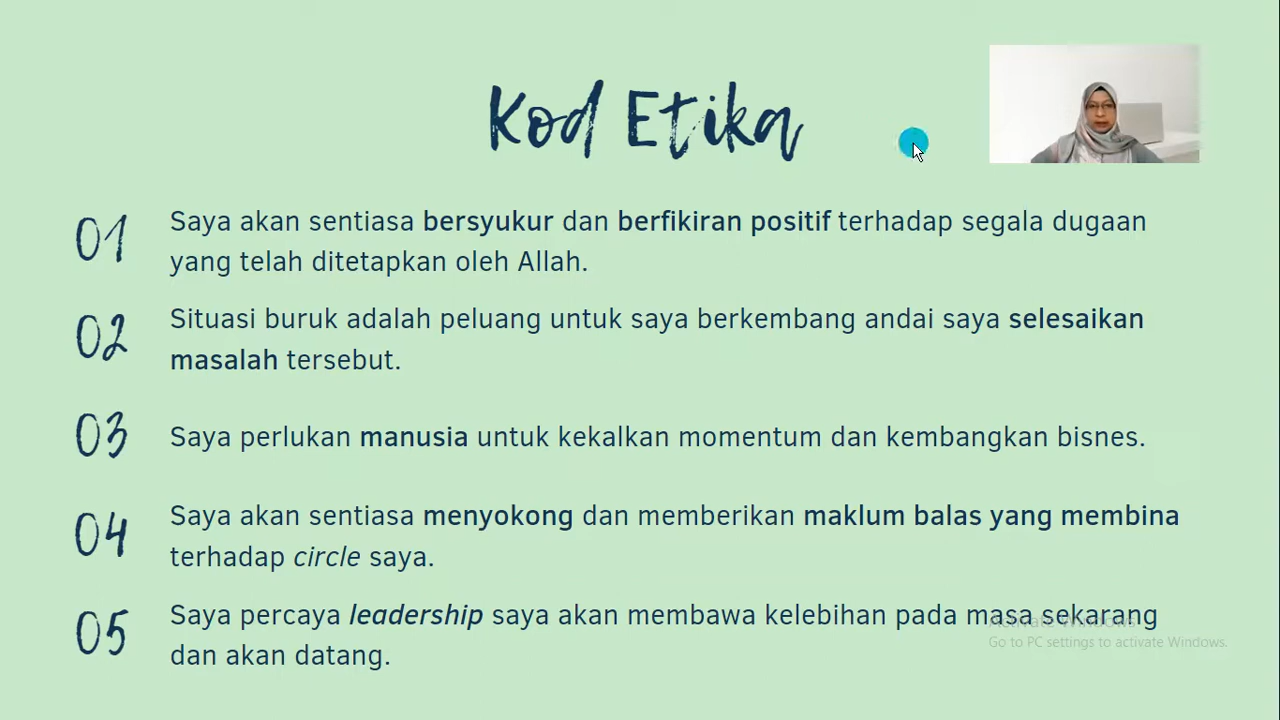 Kod Etika
01
Saya akan sentiasa bersyukur dan berfikiran positif terhadap segala dugaan
yang telah ditetapkan oleh Allah.
02
Situasi buruk adalah peluang untuk saya berkembang andai saya selesaikan
masalah tersebut.
03
Saya perlukan manusia untuk kekalkan momentum dan kembangkan bisnes.
04
Saya akan sentiasa menyokong dan memberikan maklum balas yang membina
terhadap circle saya.
05
Saya percaya leadership saya akan membawa kelebihan pada masa sekarang
dan akan datang.
Activate Windows
Go to PC settings to activate Windows.